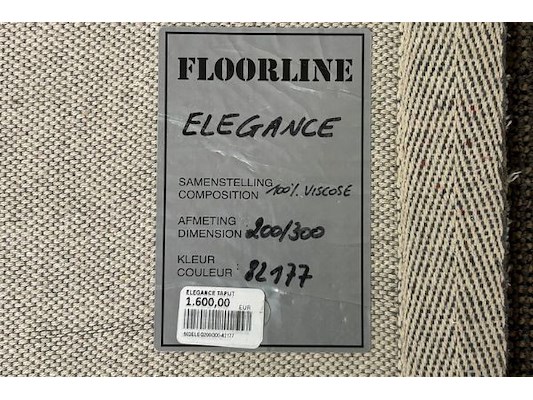 FLOORLINE
ELEGANCE
SAMENSTELLING
COMPOSITION 100% VISCOSE
AFMETING
DIMENSION 200/300
KLEUR
COULEUR : 82177
ELEGANCE TAPIJT
1.600,00
EUR